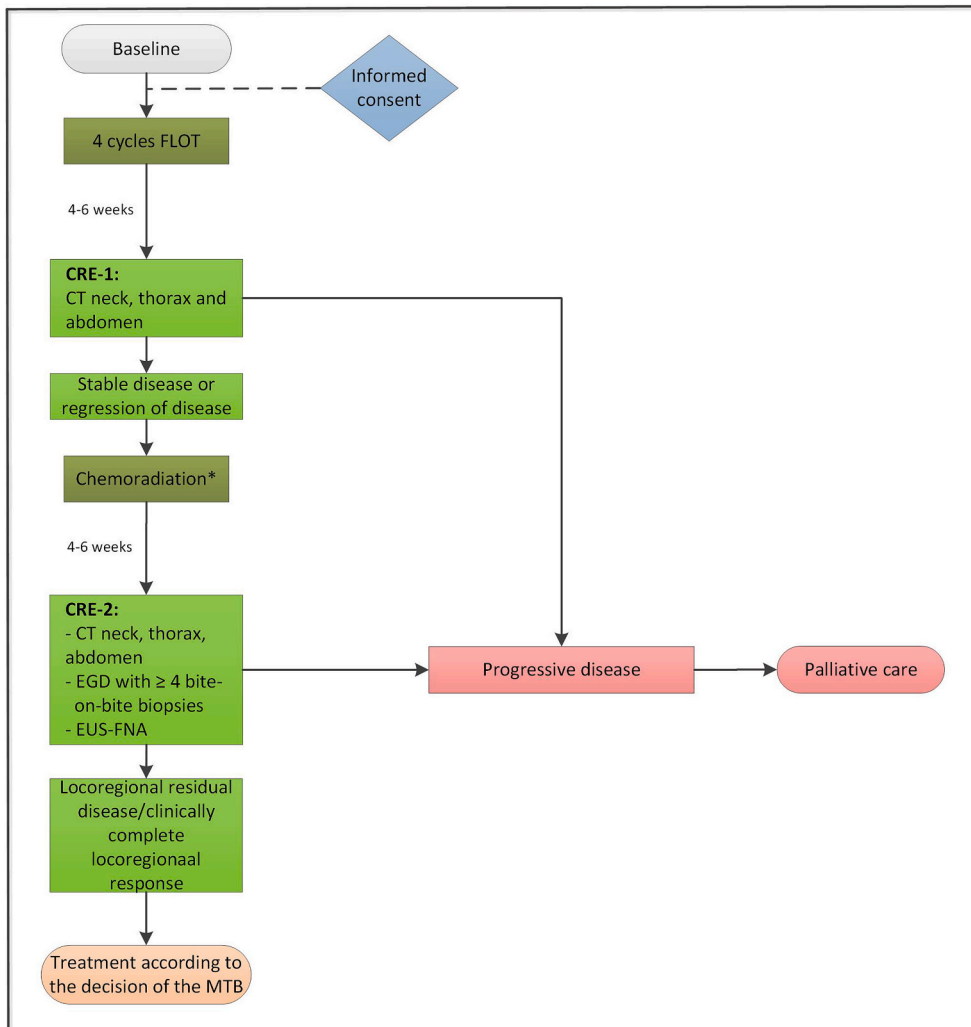 Baseline
Informed
consent
4 cycles FLOT
4-6 weeks
CRE-1:
CT neck, thorax and
abdomen
Stable disease or
regression of disease
Chemoradiation*
4-6 weeks
CRE-2:
- CT neck, thorax,
abdomen
- EGD with ≥ 4 bite-
on-bite biopsies
- EUS-FNA
Progressive disease
Palliative care
Locoregional residual
disease/clinically
complete
locoregionaal
response
Treatment according to
the decision of the MTB